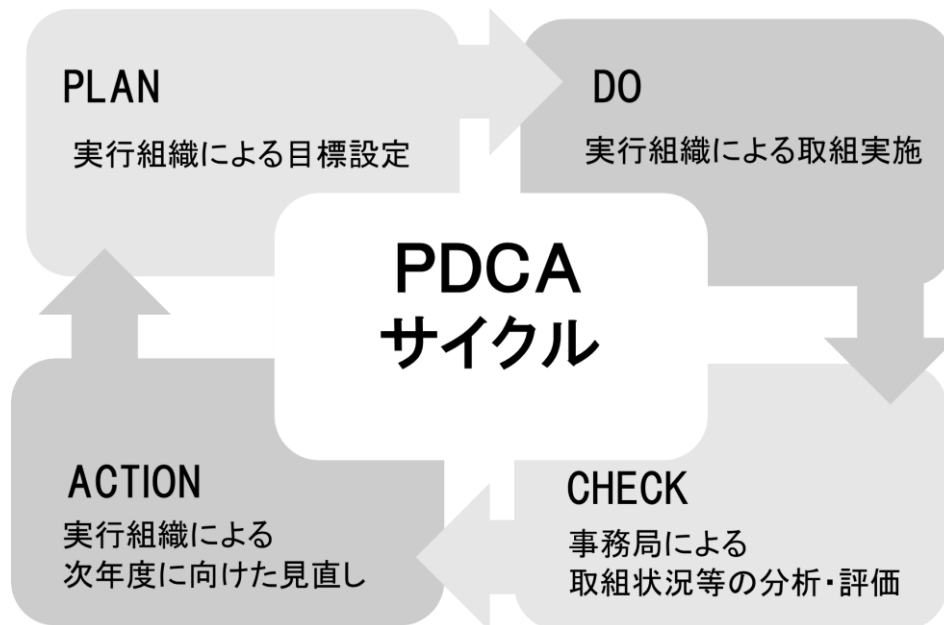 PLAN
実行組織による目標設定
DO
実行組織による取組実施
PDCA
サイクル
ACTION
実行組織による
次年度に向けた見直し
CHECK
事務局による
取組状況等の分析・評価